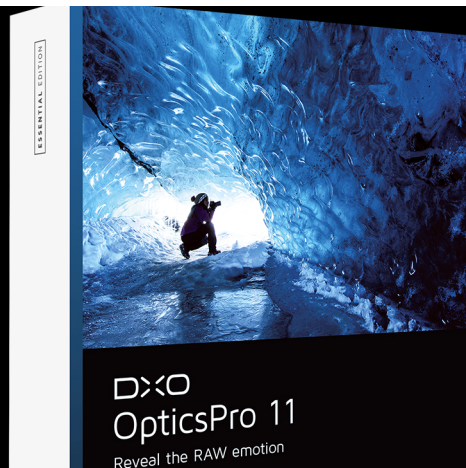 ESSENTIAL EDITION
DXO
OpticsPro 11
Reveal the RAW emotion